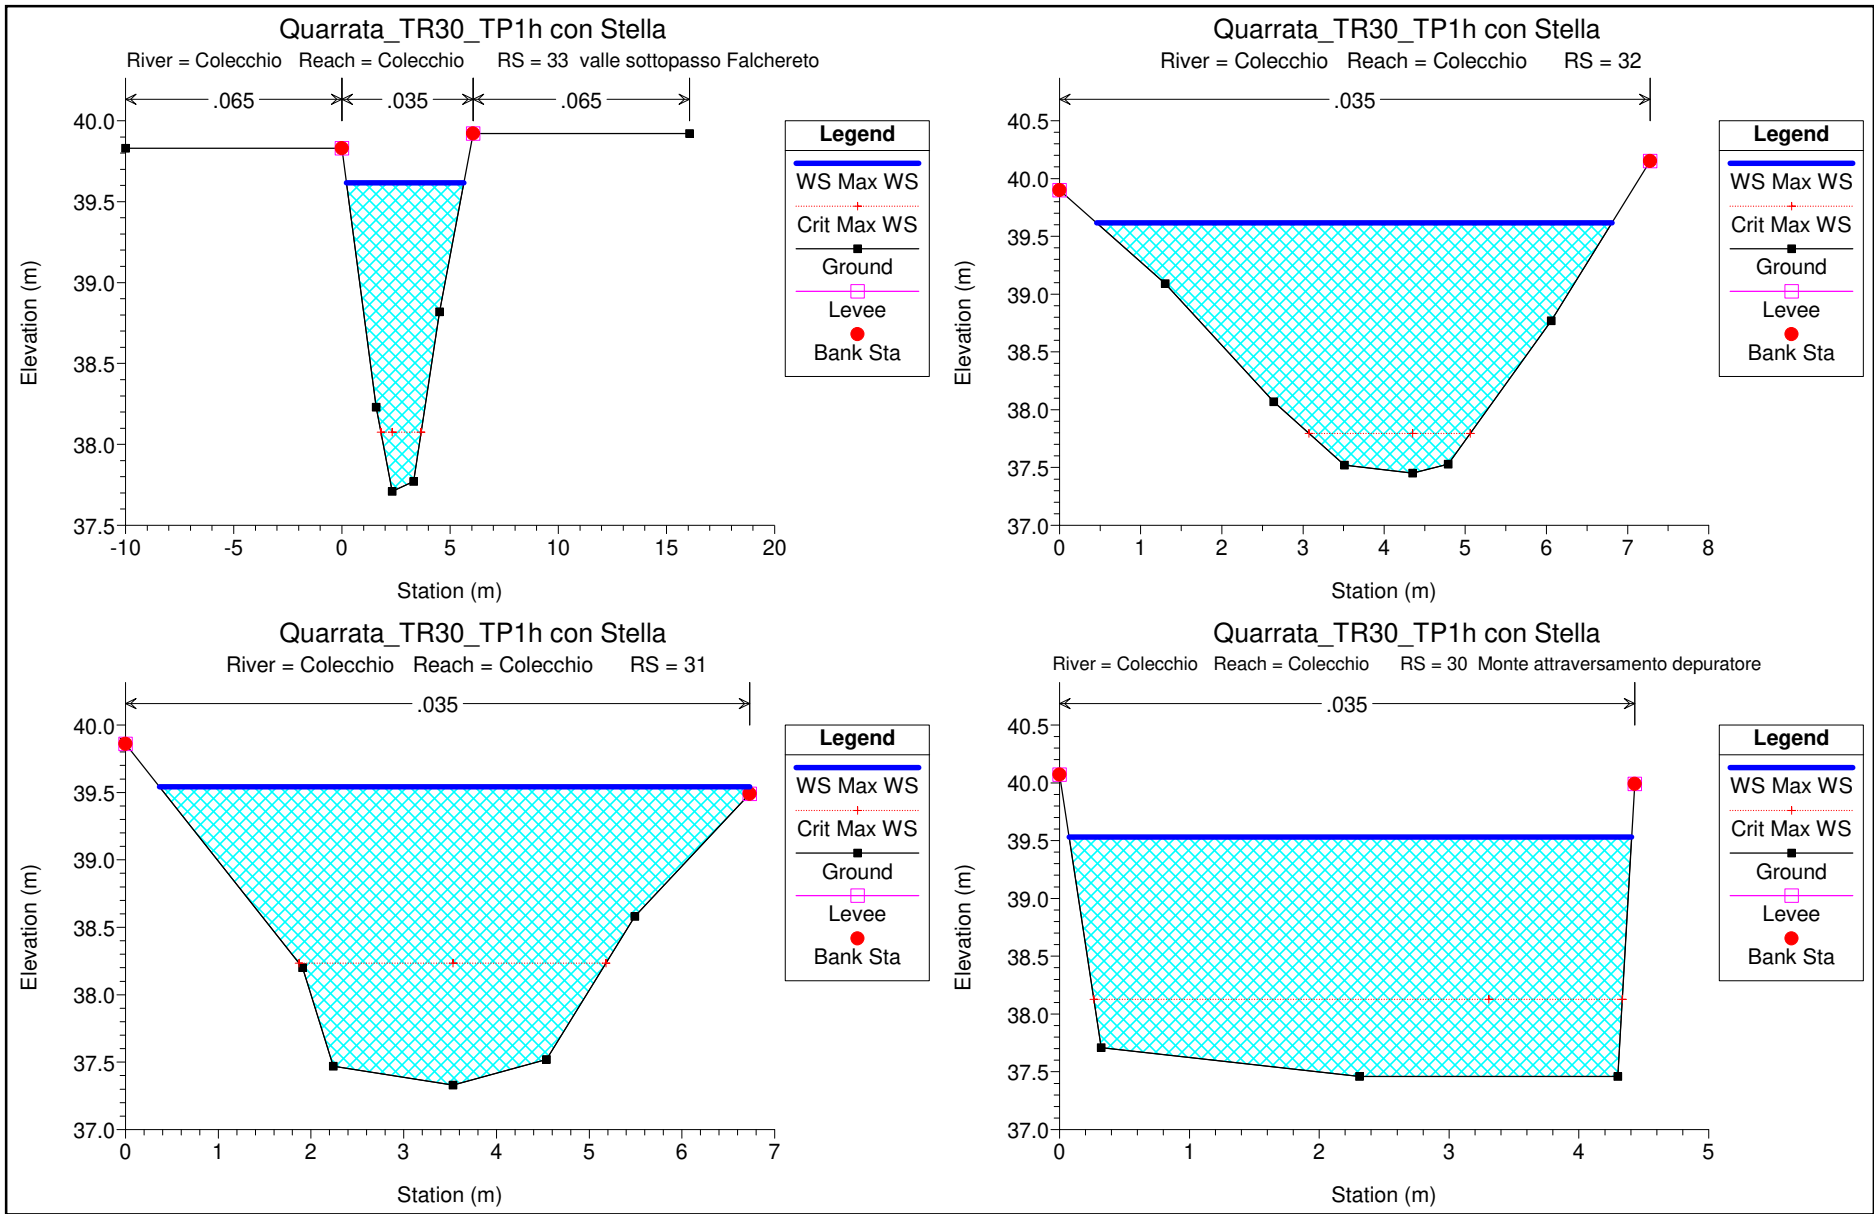 Quarrata_TR30_TP1h con Stella
River = Colecchio Reach = Colecchio RS = 33 valle sottopasso Falchereto
.065
.035
.065
40.0
39.5
39.0
38.5
38.0
37.5
-10
-5
0
5
10
15
20
Elevation (m)
Station (m)
Legend
WS Max WS
Crit Max WS
Ground
Levee
Bank Sta
Quarrata_TR30_TP1h con Stella
River = Colecchio Reach = Colecchio RS = 32
.035
40.5
40.0
39.5
39.0
38.5
38.0
37.5
37.0
0
1
2
3
4
5
6
7
8
Elevation (m)
Station (m)
Legend
WS Max WS
Crit Max WS
Ground
Levee
Bank Sta
Quarrata_TR30_TP1h con Stella
River = Colecchio Reach = Colecchio RS = 31
.035
40.0
39.5
39.0
38.5
38.0
37.5
37.0
0
1
2
3
4
5
6
7
Elevation (m)
Station (m)
Legend
WS Max WS
Crit Max WS
Ground
Levee
Bank Sta
Quarrata_TR30_TP1h con Stella
River = Colecchio Reach = Colecchio RS = 30 Monte attraversamento depuratore
.035
40.5
40.0
39.5
39.0
38.5
38.0
37.5
37.0
0
1
2
3
4
5
Elevation (m)
Station (m)
Legend
WS Max WS
Crit Max WS
Ground
Levee
Bank Sta